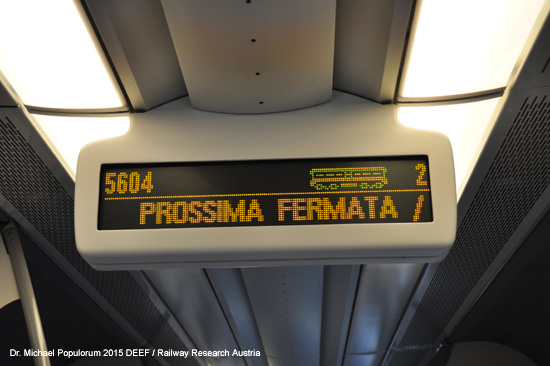 5604 2
PROSSIMA FERMATA /
Dr. Michael Populorum 2015 DEEF / Railway Research Austria